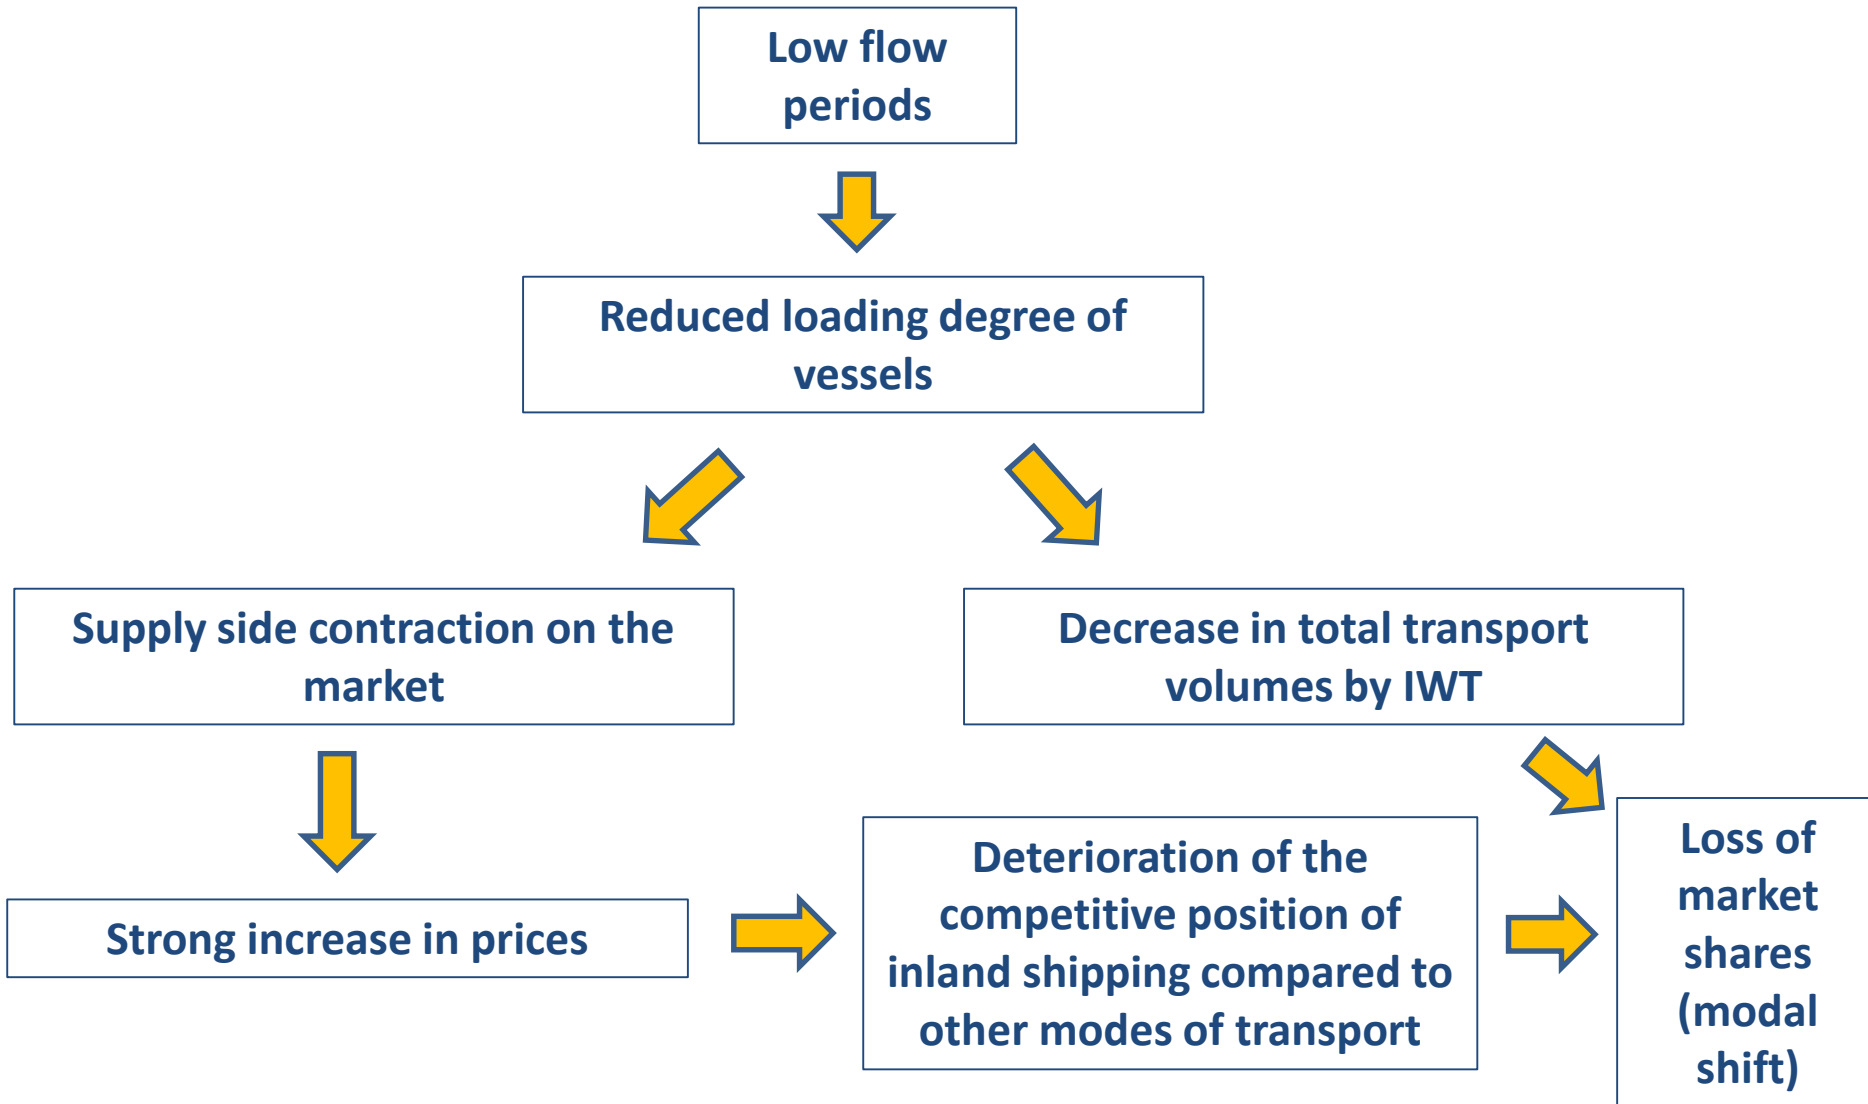 Low flow
periods
Reduced loading degree of
vessels
Supply side contraction on the
market
Decrease in total transport
volumes by IWT
Strong increase in prices
Deterioration of the
competitive position of
inland shipping compared to
other modes of transport
Loss of
market
shares
(modal
shift)